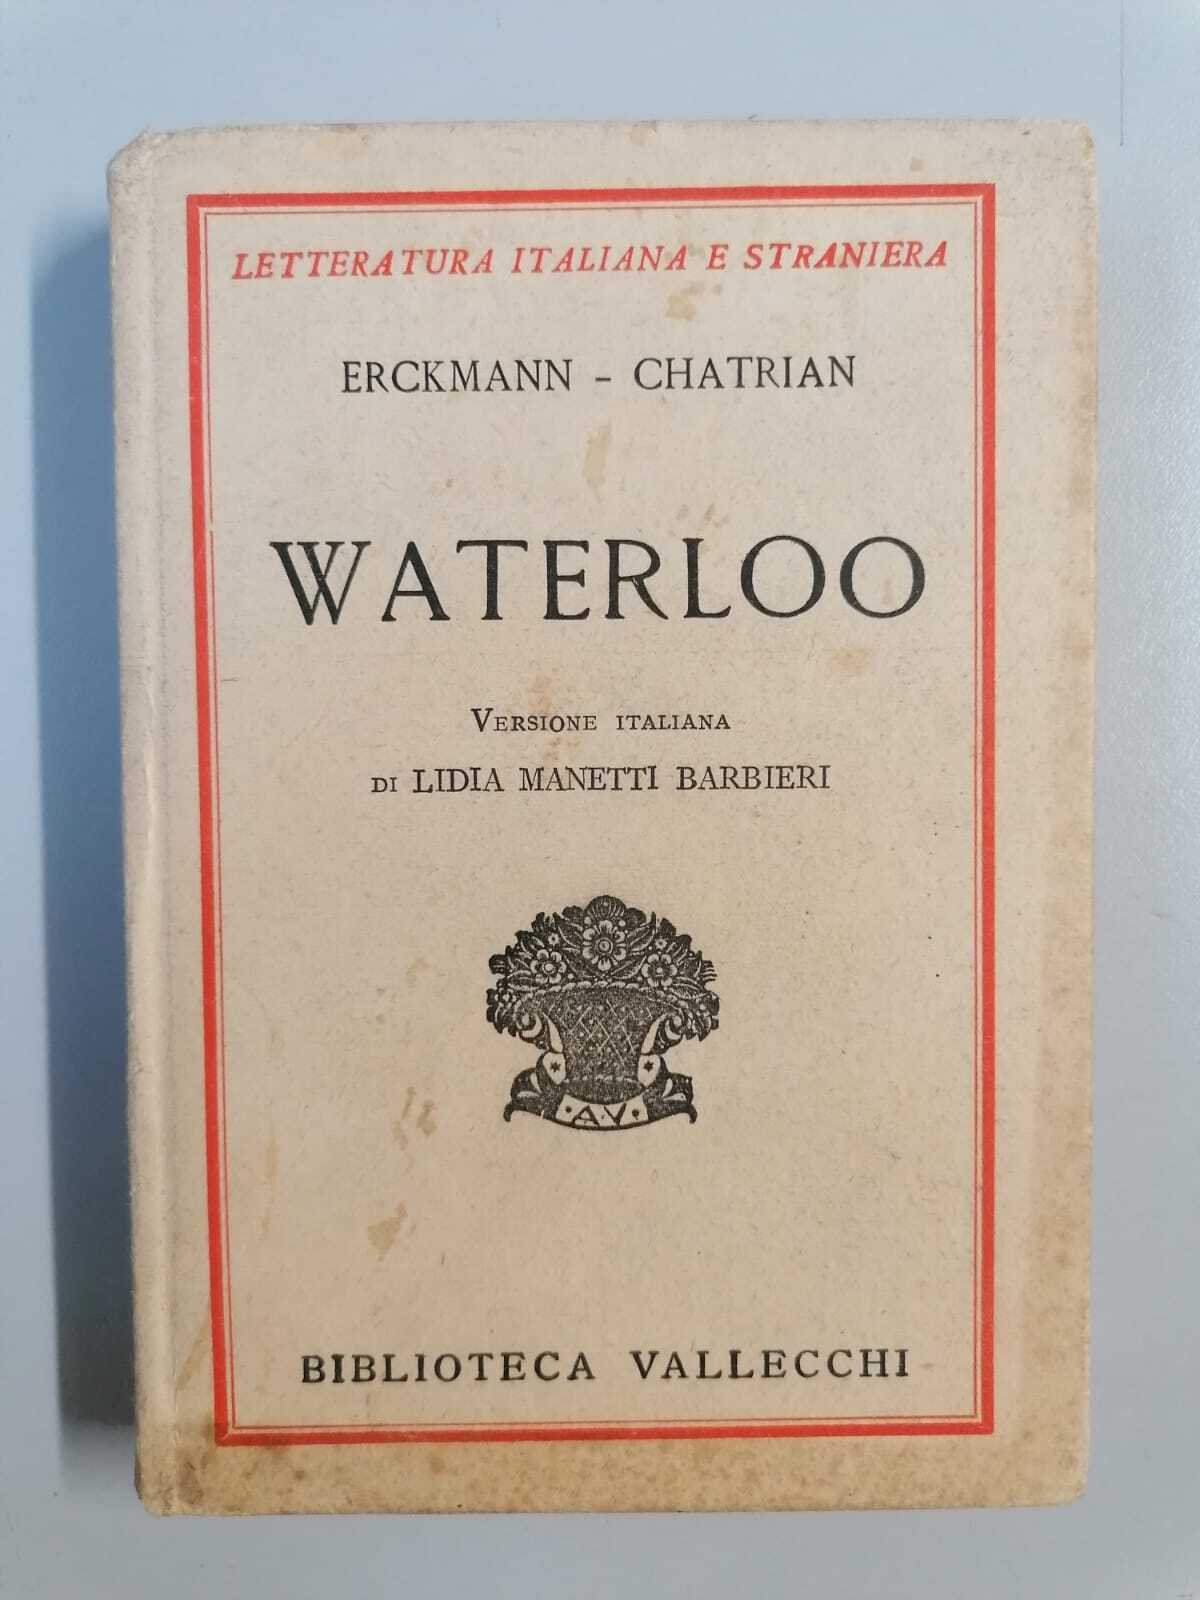 LETTERATURA ITALIANA E STRANIERA
ERCKMANN - CHATRIAN
WATERLOO
VERSIONE ITALIANA
DI LIDIA MANETTI BARBIERI
·A·V·
BIBLIOTECA VALLECCHI